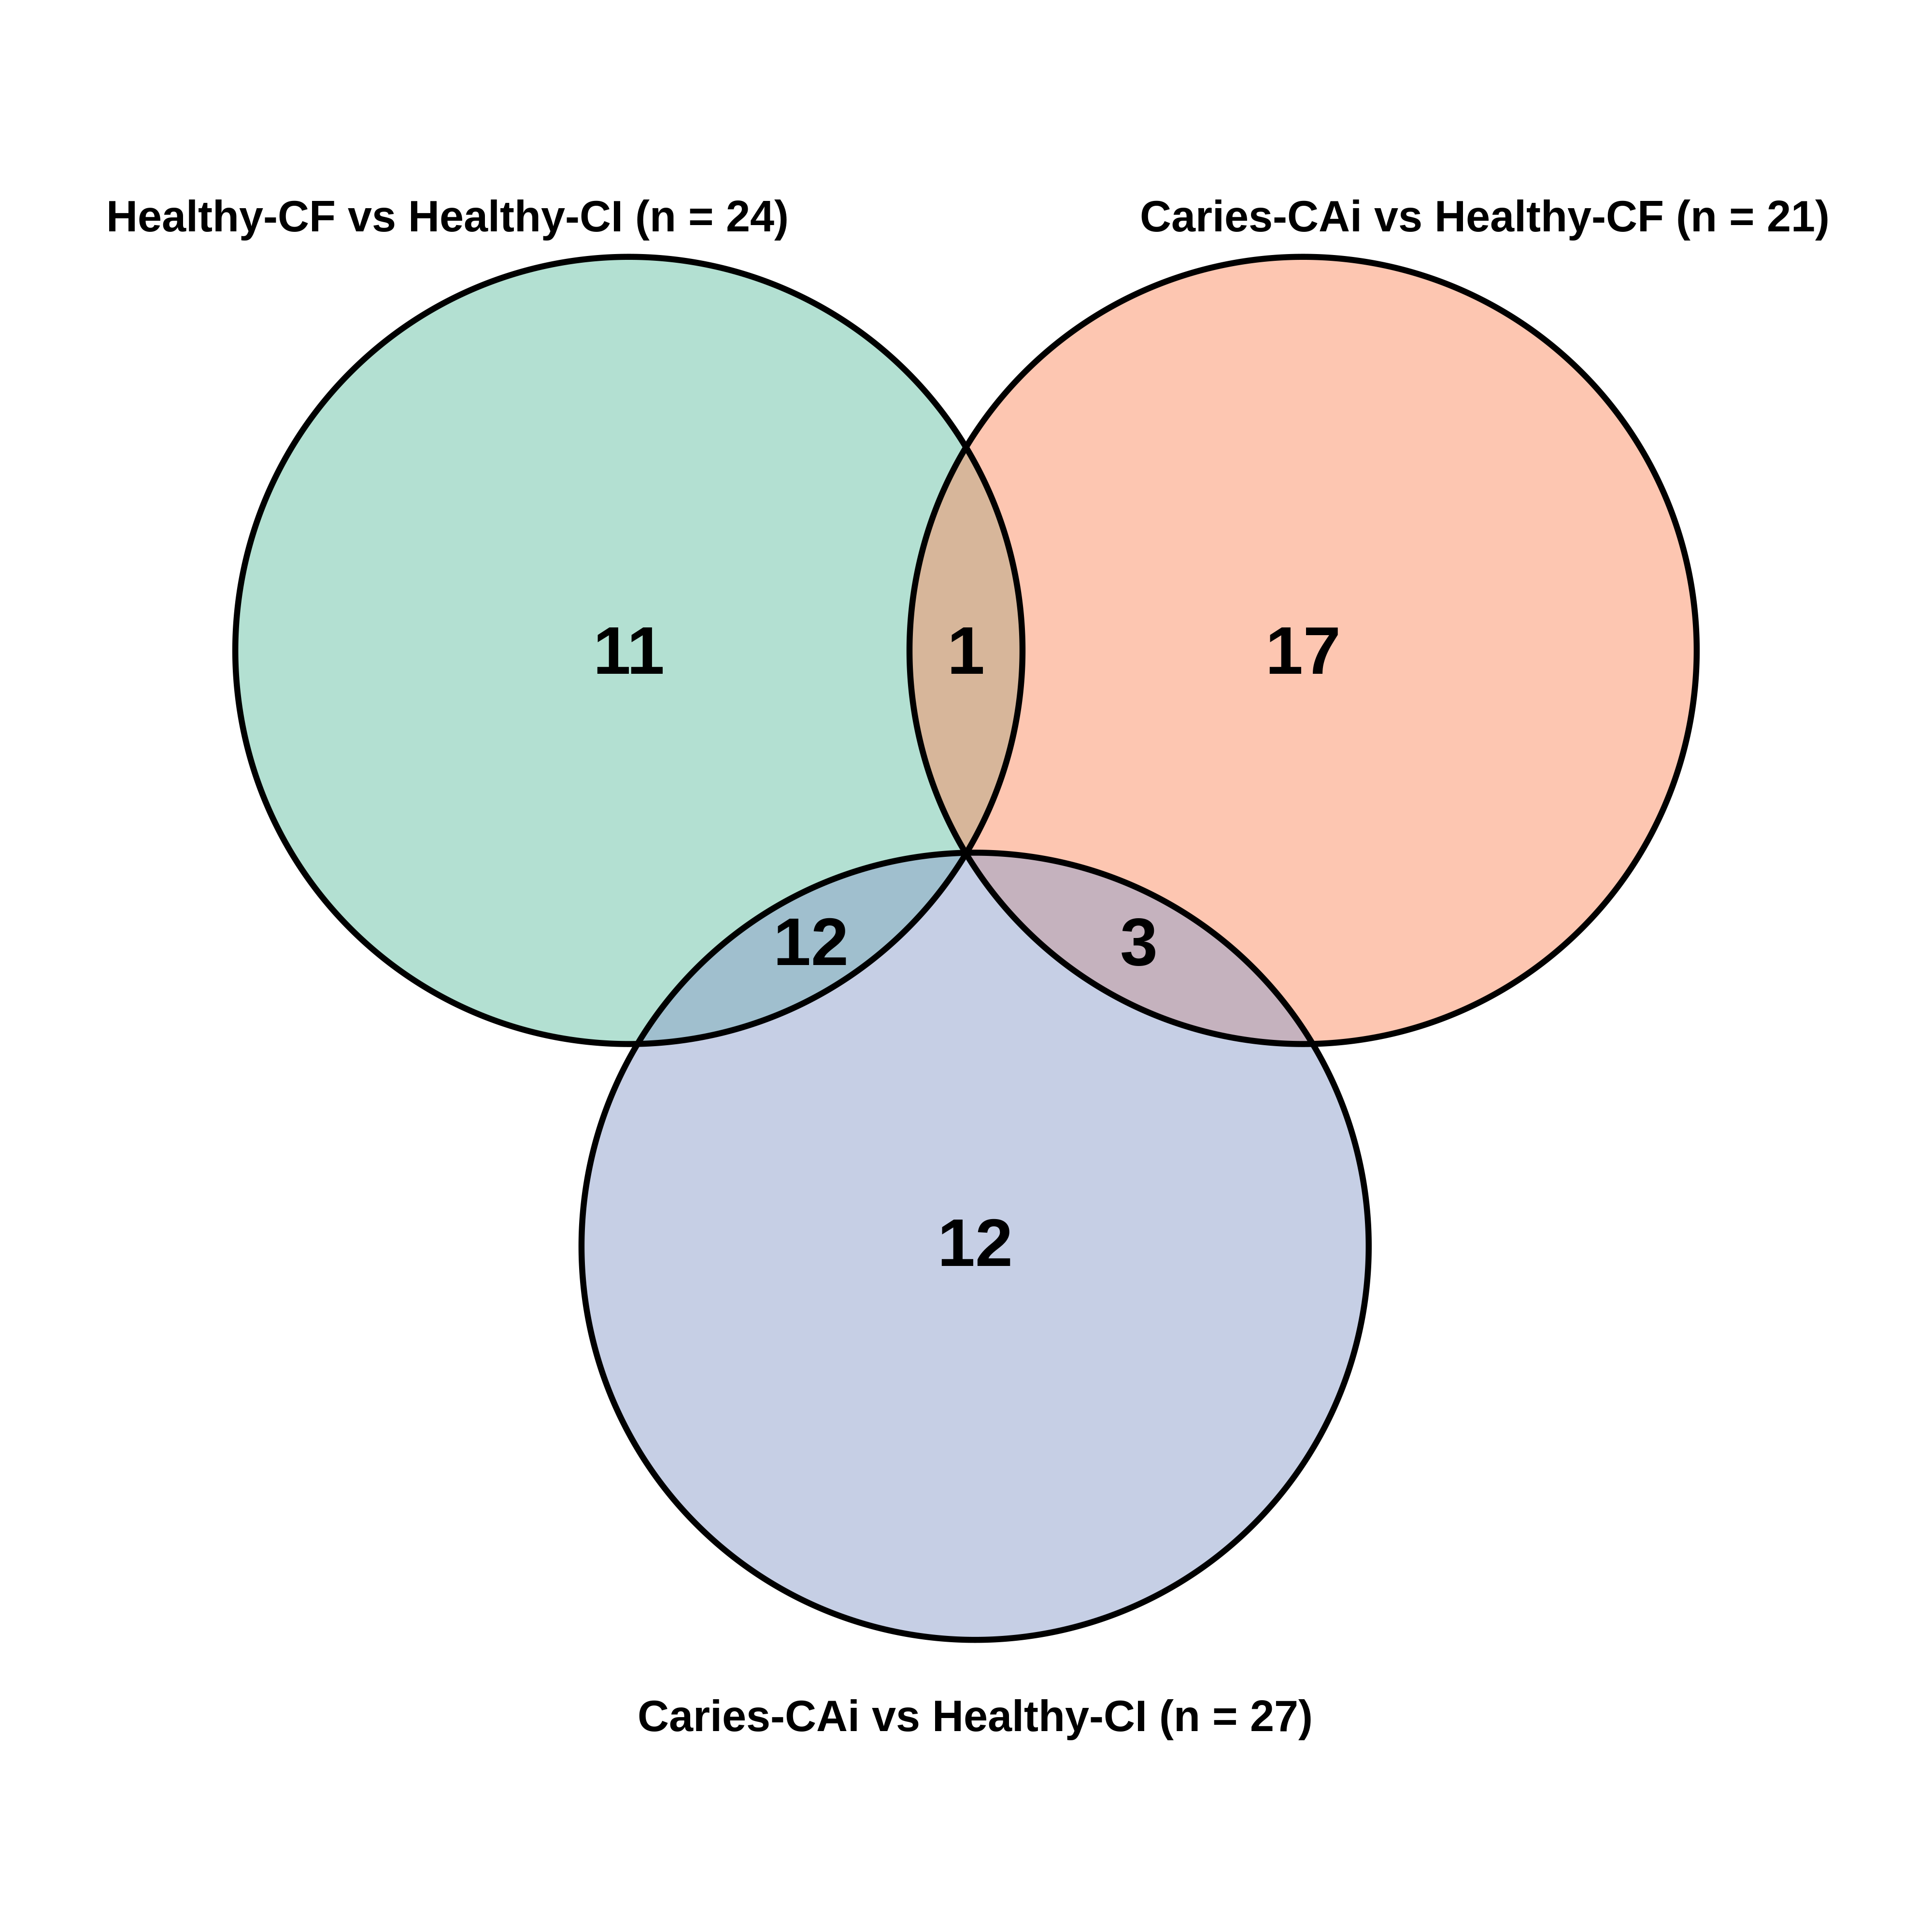 Healthy-CF vs Healthy-CI (n = 24)
Caries-CAi vs Healthy-CF (n = 21)
11
1
17
12
3
12
Caries-CAi vs Healthy-CI (n = 27)